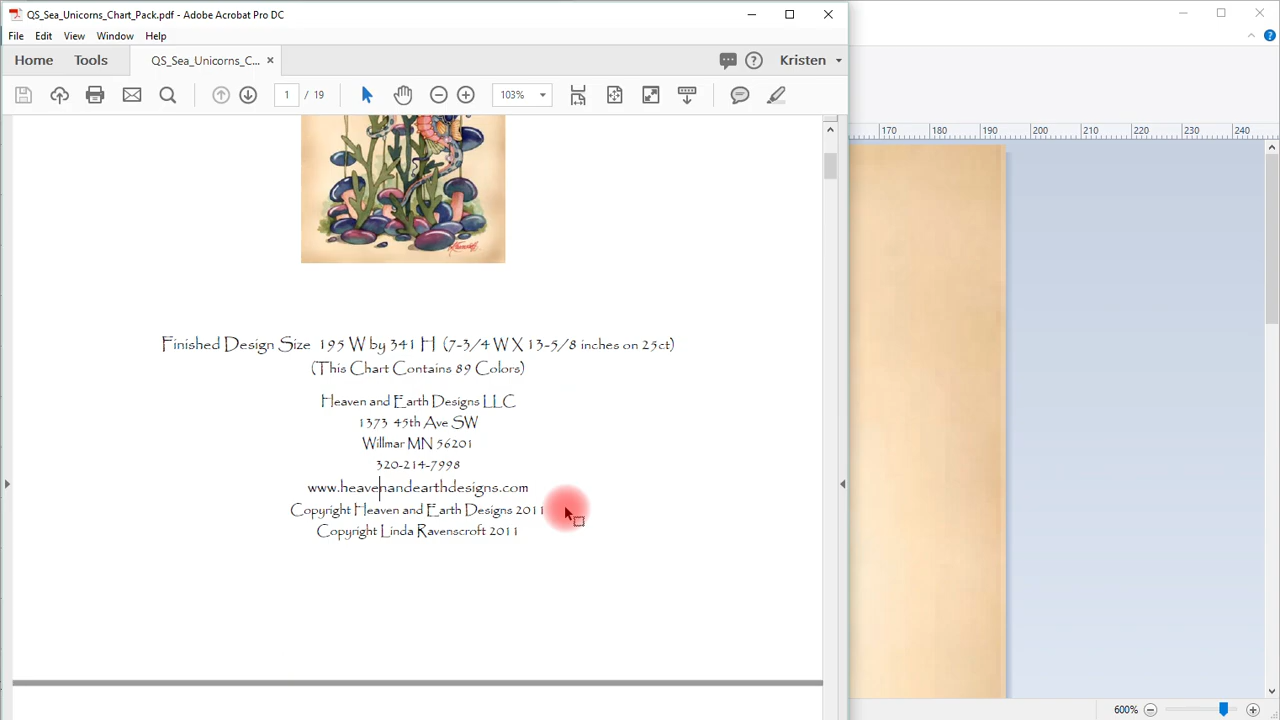 QS_Sea_Unicorns_Chart_Pack.pdf - Adobe Acrobat Pro DC
File Edit View Window Help
Home Tools QS_Sea_Unicorns_C... × Kristen
1 / 19 103%
170 180 190 200 210 220 230 240
Finished Design Size 195 W by 341 H (7-3/4 W X 13-5/8 inches on 25ct)
(This Chart Contains 89 Colors)
Heaven and Earth Designs LLC
1373 45th Ave SW
Willmar MN 56201
320-214-7998
www.heavenandearthdesigns.com
Copyright Heaven and Earth Designs 2011
Copyright Linda Ravenscroft 2011
600%